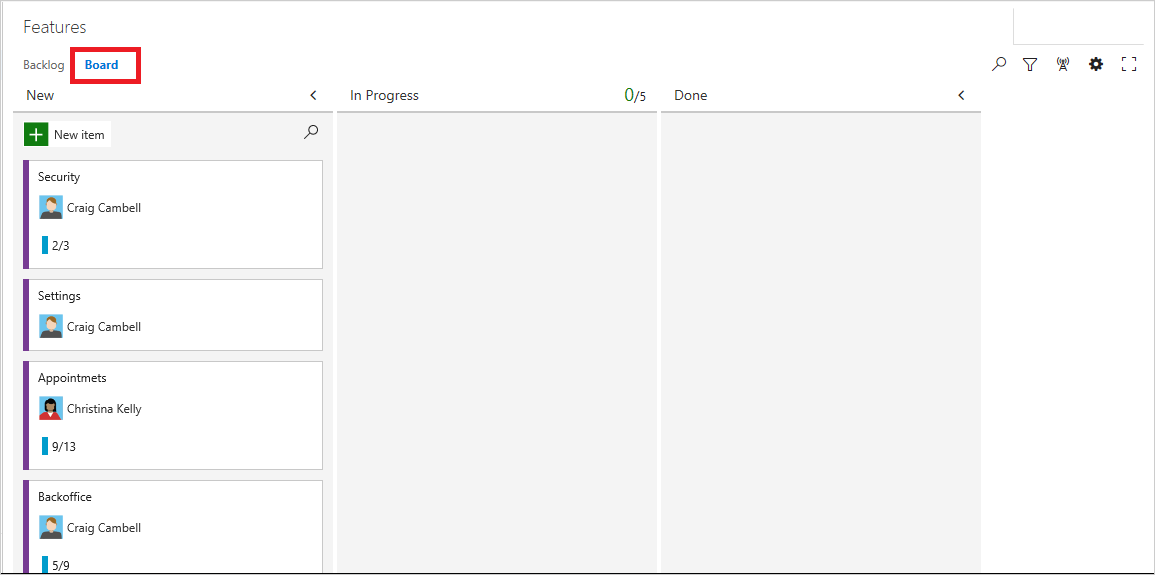 Features
Backlog Board
New In Progress 0/5 Done
New item
Security
Craig Cambell
2/3
Settings
Craig Cambell
Appointmets
Christina Kelly
9/13
Backoffice
Craig Cambell
5/9